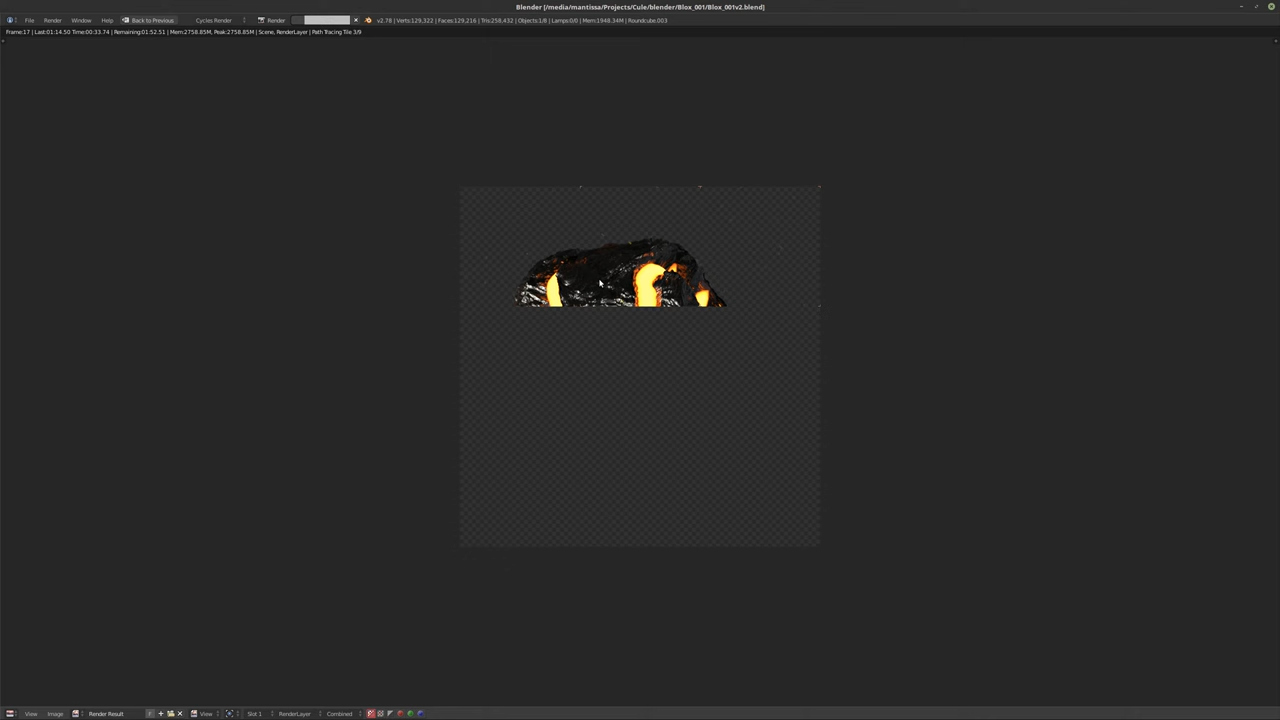 Blender [/media/mantissa/Projects/Cule/blender/Blox_001/Blox_001v2.blend]
File Render Window Help Back to Previous Cycles Render Render v2.78 | Verts:129,322 | Faces:129,216 | Tris:258,432 | Objects:1/8 | Lamps:0/0 | Mem:1948.34M | Roundcube.003
Frame:17 | Last:01:14.50 Time:00:33.74 | Remaining:01:52.51 | Mem:2758.85M, Peak:2758.85M | Scene, RenderLayer | Path Tracing Tile 3/9
View Image Render Result F View Slot 1 RenderLayer Combined